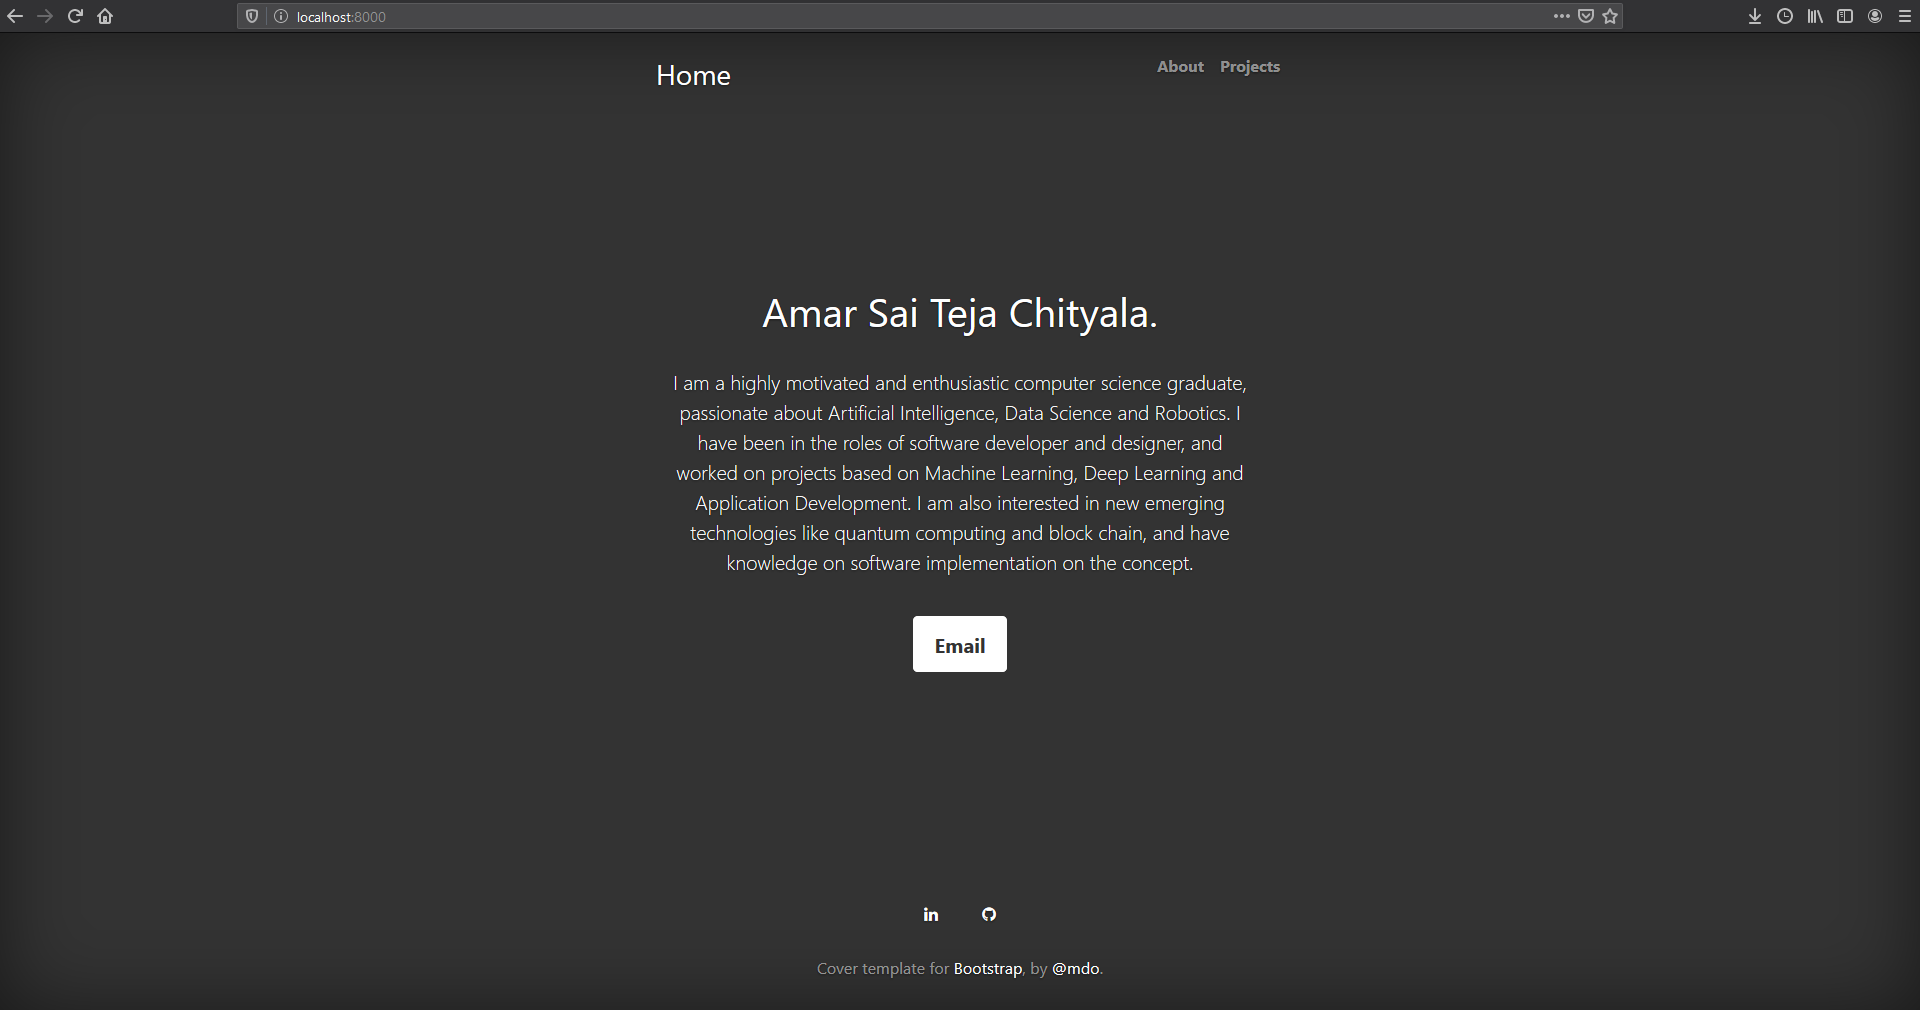 localhost:8000
Home
About Projects
Amar Sai Teja Chityala.
I am a highly motivated and enthusiastic computer science graduate,
passionate about Artificial Intelligence, Data Science and Robotics. I
have been in the roles of software developer and designer, and
worked on projects based on Machine Learning, Deep Learning and
Application Development. I am also interested in new emerging
technologies like quantum computing and block chain, and have
knowledge on software implementation on the concept.
Email
in
Cover template for Bootstrap, by @mdo.